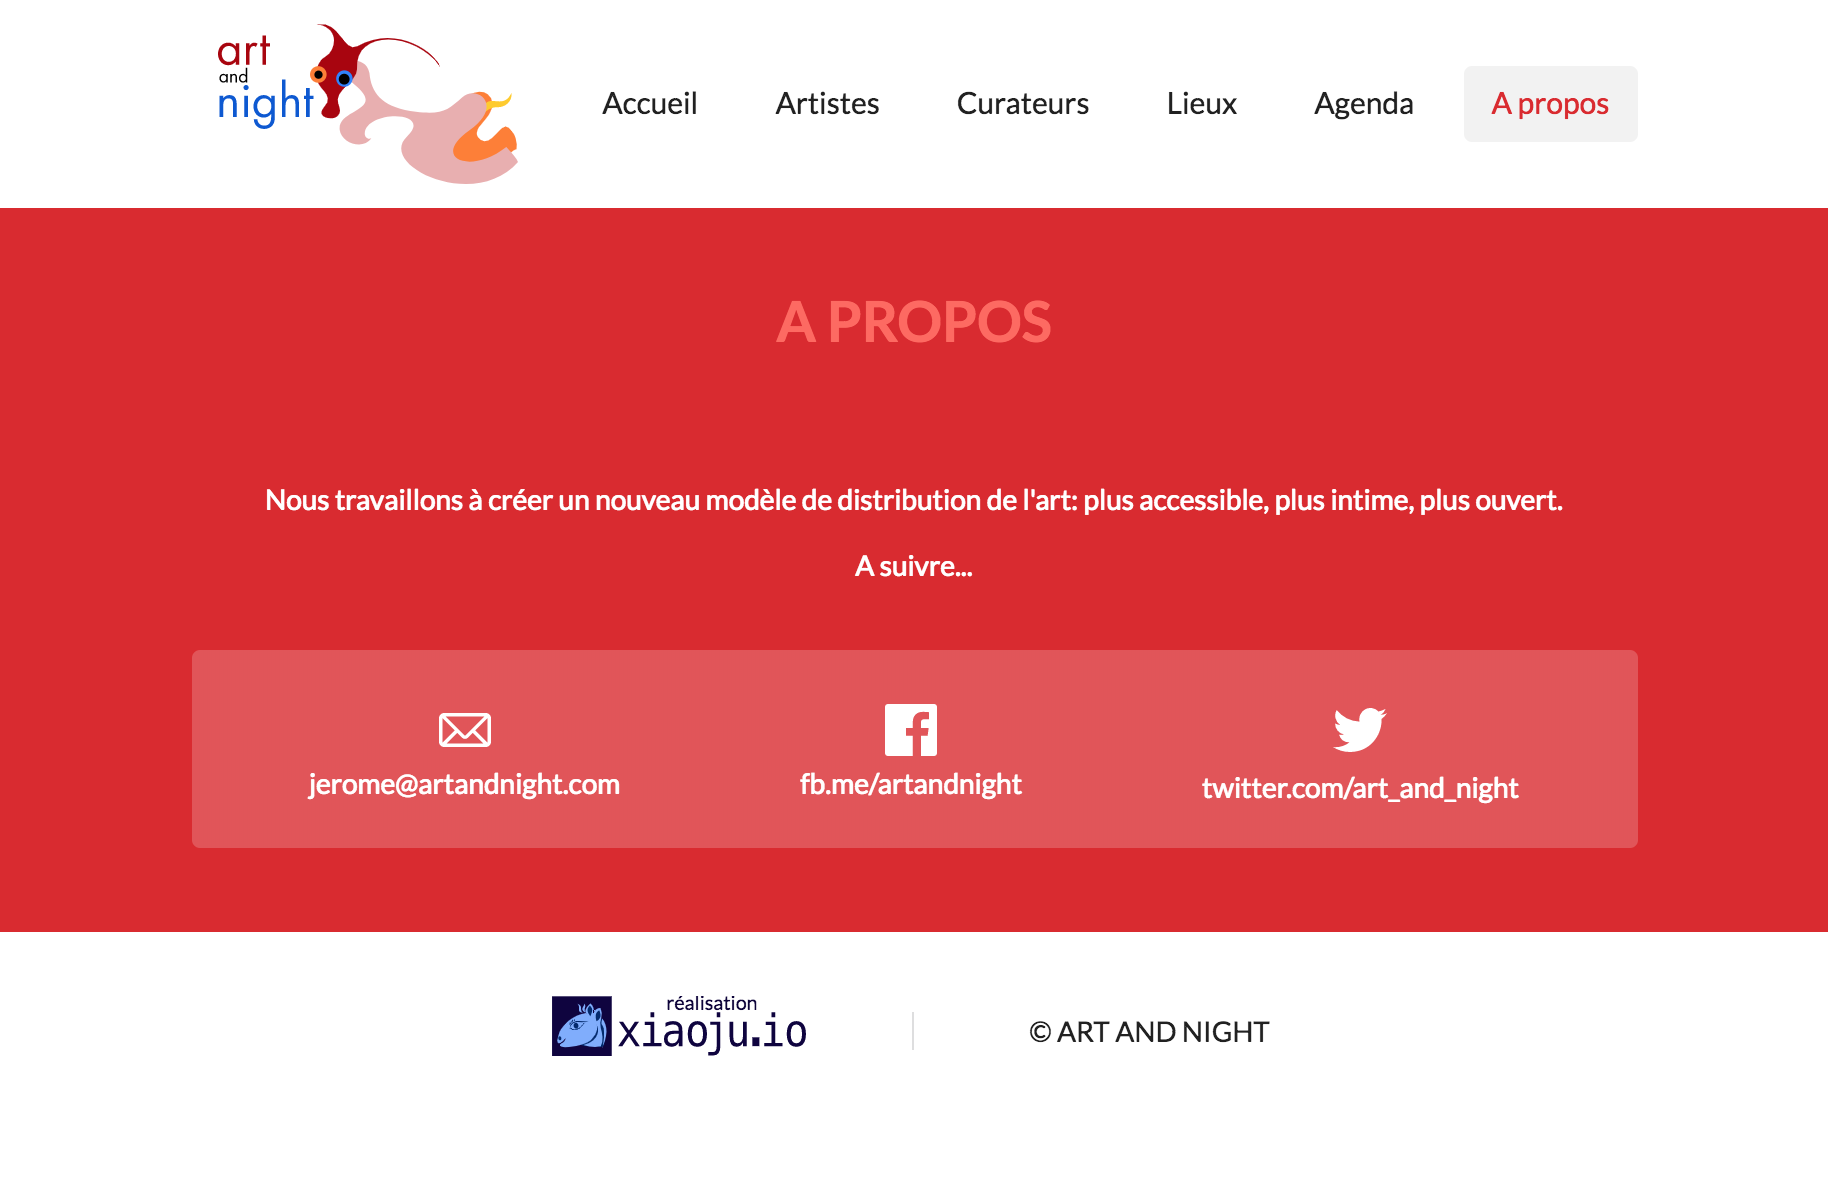 art
and
night
Accueil
Artistes
Curateurs
Lieux
Agenda
A propos
A PROPOS
Nous travaillons à créer un nouveau modèle de distribution de l'art: plus accessible, plus intime, plus ouvert.
A suivre...
jerome@artandnight.com
fb.me/artandnight
twitter.com/art_and_night
réalisation
xiaoju.io
© ART AND NIGHT